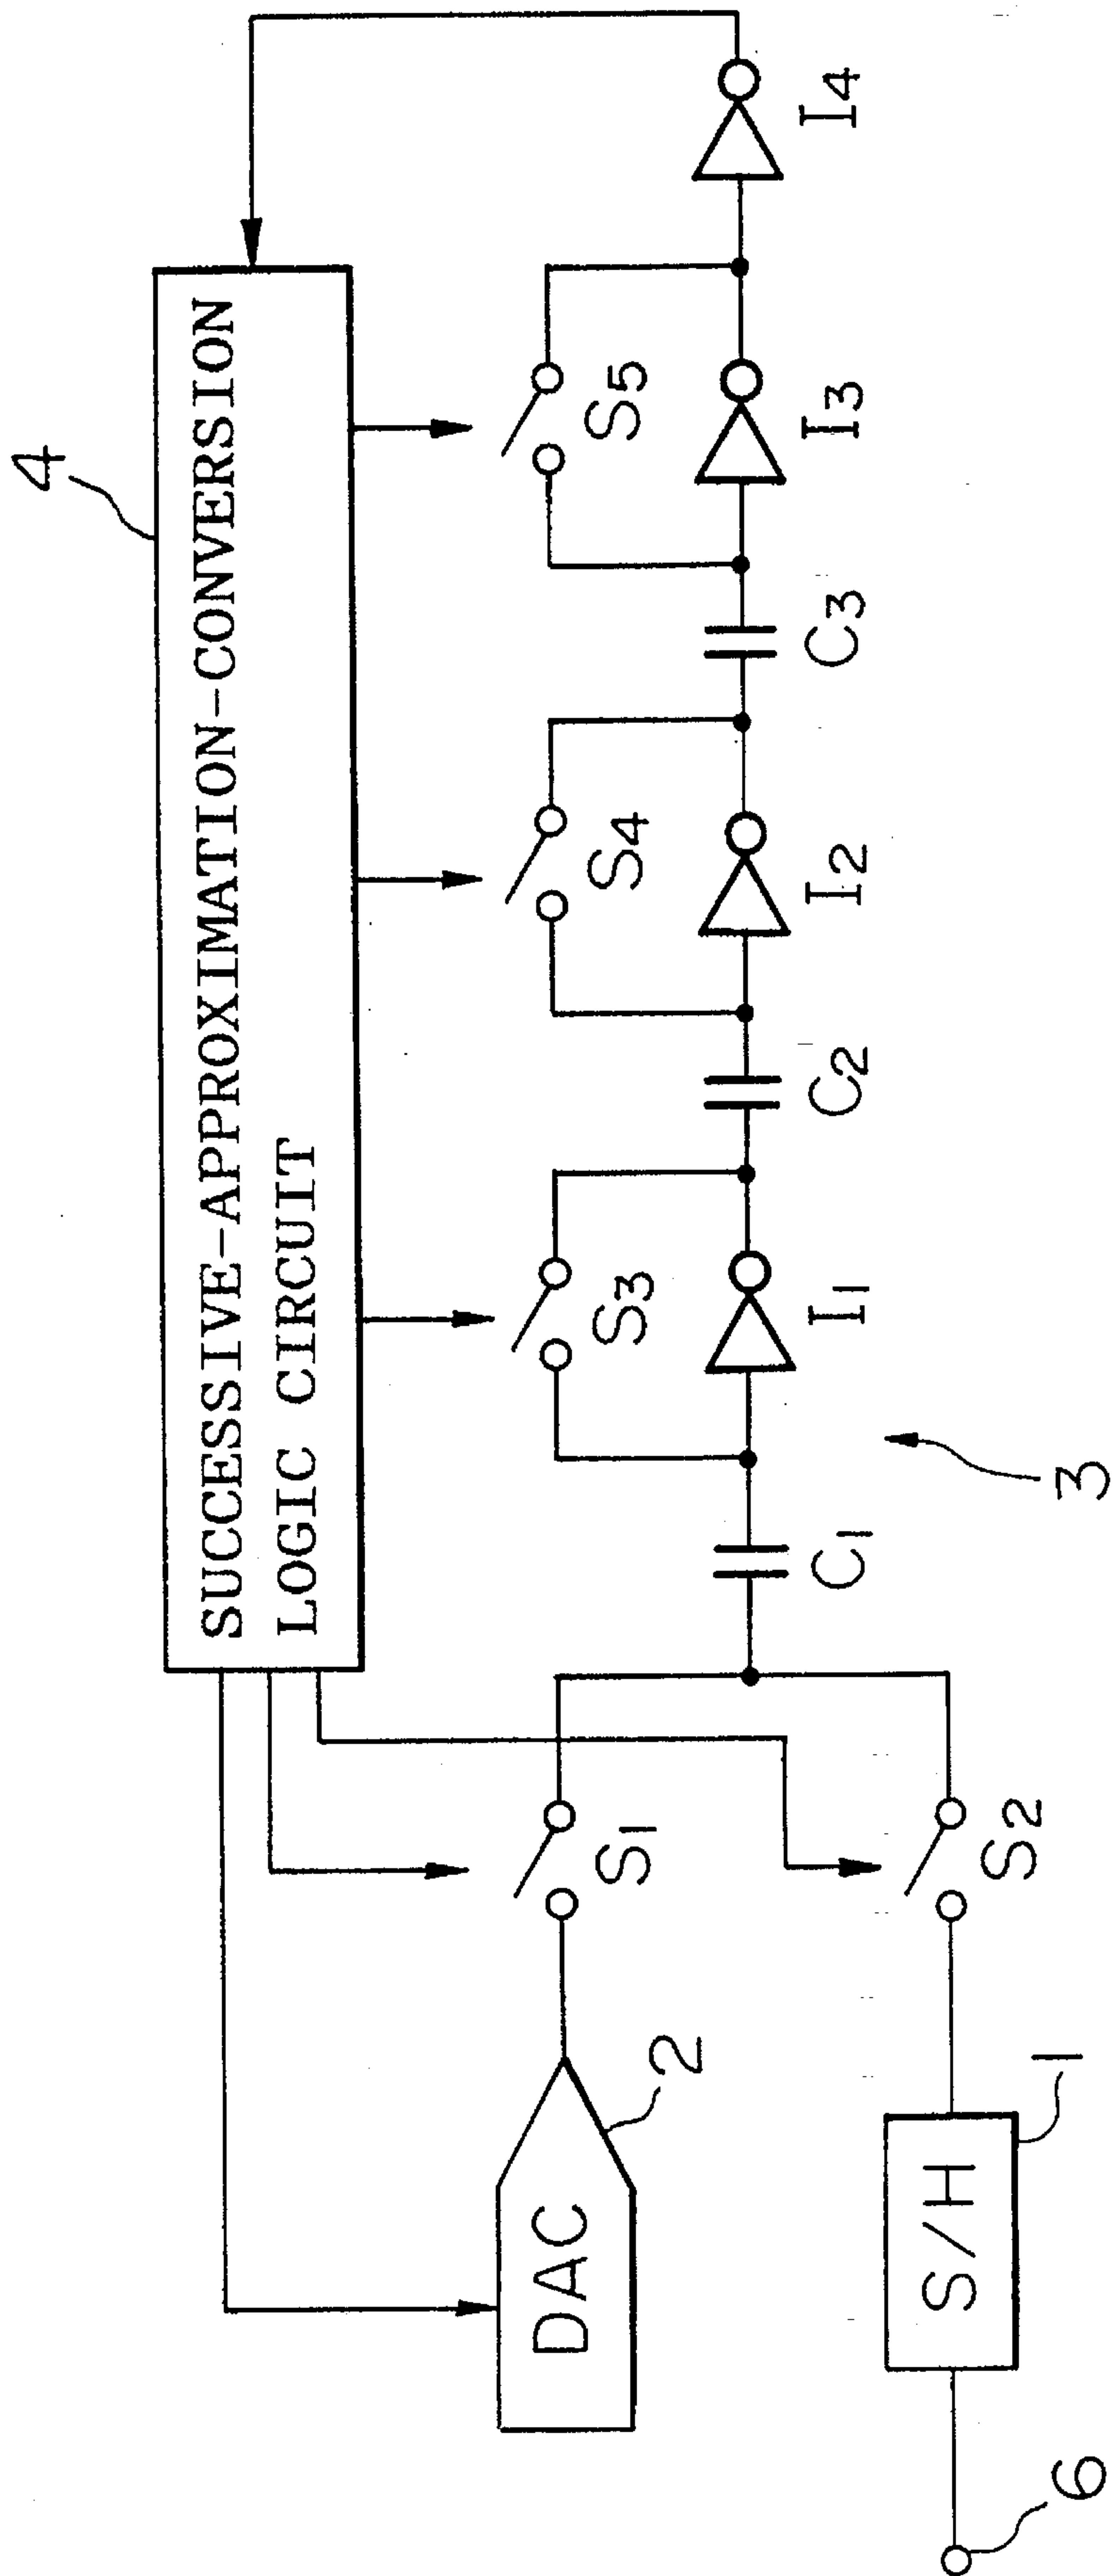 4
SUCCESSIVE-APPROXIMATION-CONVERSION
LOGIC CIRCUIT
S1
S3
S4
S5
DAC
2
C1
I1
C2
I2
C3
I3
I4
S2
3
S/H
1
6